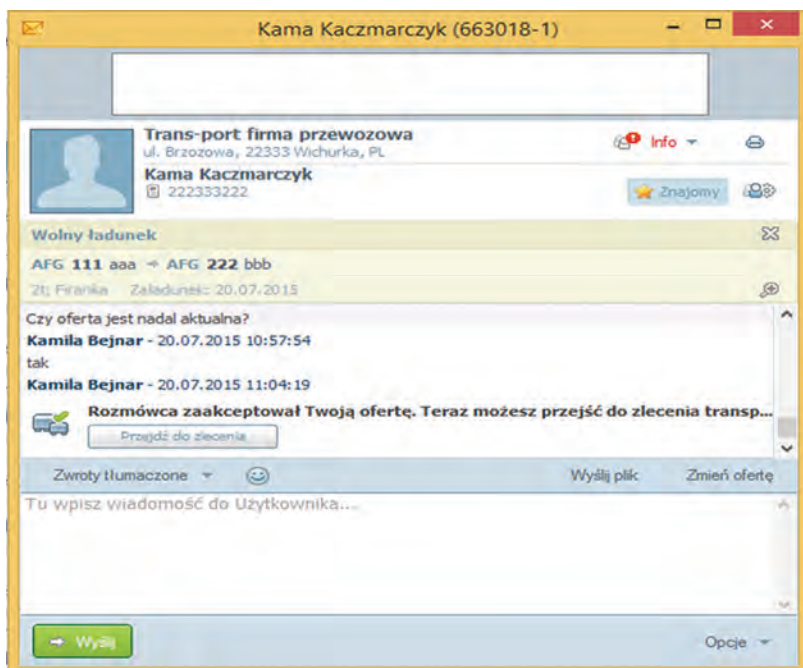 Kama Kaczmarczyk (663018-1)
Trans-port firma przewozowa
ul. Brzozowa, 22333 Wichurka, PL
Info
Kama Kaczmarczyk
222333222
Znajomy
Wolny ładunek
AFG 111 aaa → AFG 222 bbb
2t; Firanka Załadunek: 20.07.2015
Czy oferta jest nadal aktualna?
Kamila Bejnar - 20.07.2015 10:57:54
tak
Kamila Bejnar - 20.07.2015 11:04:19
Rozmówca zaakceptował Twoją ofertę. Teraz możesz przejść do zlecenia transp...
Przejdź do zlecenia
Zwroty tłumaczone Wyślij plik Zmień ofertę
Tu wpisz wiadomość do Użytkownika...
Wyślij Opcje